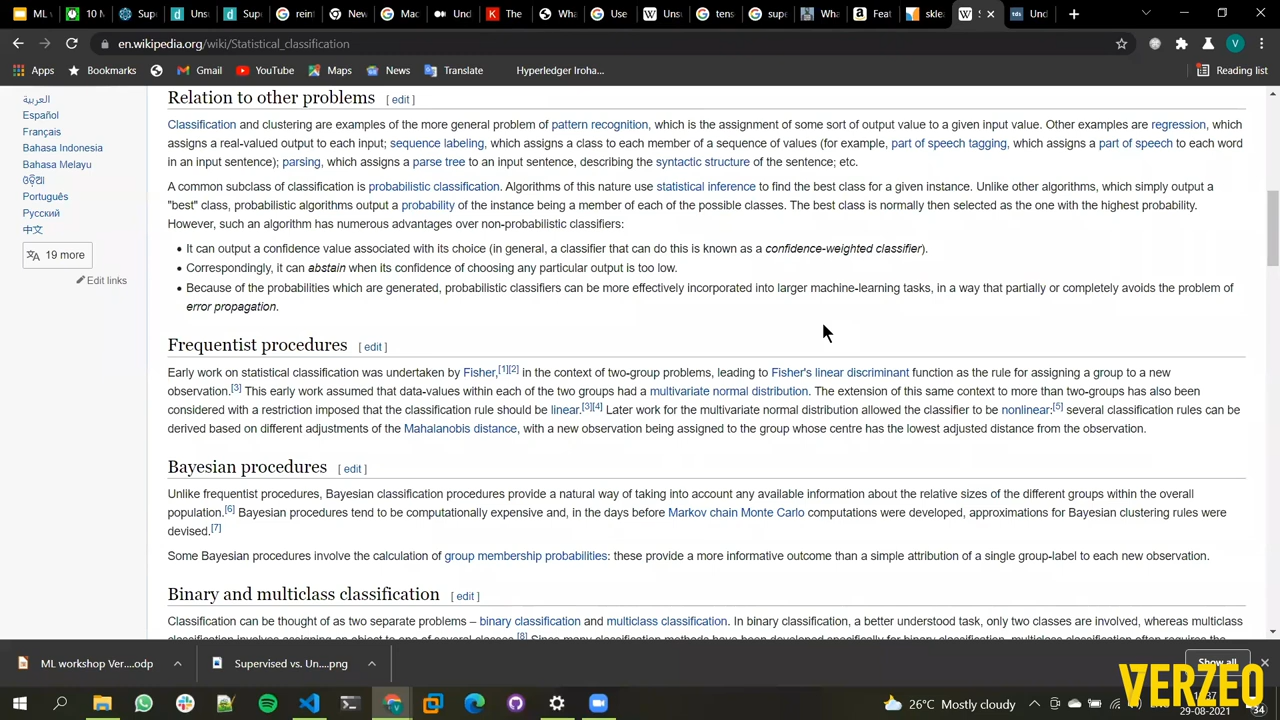 ML v
10 M
Supe
Unsu
Supe
reinf
New
Mac
Und
The
Wha
Use
Unsu
tens
supe
Wha
Feat
skle
S
Und
en.wikipedia.org/wiki/Statistical_classification
V
Apps
Bookmarks
Gmail
YouTube
Maps
News
Translate
Hyperledger Iroha...
Reading list
العربية
Español
Français
Bahasa Indonesia
Bahasa Melayu
Português
Русский
中文
19 more
Edit links
Relation to other problems [ edit ]
Classification and clustering are examples of the more general problem of pattern recognition, which is the assignment of some sort of output value to a given input value. Other examples are regression, which
assigns a real-valued output to each input; sequence labeling, which assigns a class to each member of a sequence of values (for example, part of speech tagging, which assigns a part of speech to each word
in an input sentence); parsing, which assigns a parse tree to an input sentence, describing the syntactic structure of the sentence; etc.
A common subclass of classification is probabilistic classification. Algorithms of this nature use statistical inference to find the best class for a given instance. Unlike other algorithms, which simply output a
"best" class, probabilistic algorithms output a probability of the instance being a member of each of the possible classes. The best class is normally then selected as the one with the highest probability.
However, such an algorithm has numerous advantages over non-probabilistic classifiers:
• It can output a confidence value associated with its choice (in general, a classifier that can do this is known as a confidence-weighted classifier).
• Correspondingly, it can abstain when its confidence of choosing any particular output is too low.
• Because of the probabilities which are generated, probabilistic classifiers can be more effectively incorporated into larger machine-learning tasks, in a way that partially or completely avoids the problem of
error propagation.
Frequentist procedures [ edit ]
Early work on statistical classification was undertaken by Fisher,[1][2] in the context of two-group problems, leading to Fisher's linear discriminant function as the rule for assigning a group to a new
observation.[3] This early work assumed that data-values within each of the two groups had a multivariate normal distribution. The extension of this same context to more than two-groups has also been
considered with a restriction imposed that the classification rule should be linear.[3][4] Later work for the multivariate normal distribution allowed the classifier to be nonlinear:[5] several classification rules can be
derived based on different adjustments of the Mahalanobis distance, with a new observation being assigned to the group whose centre has the lowest adjusted distance from the observation.
Bayesian procedures [ edit ]
Unlike frequentist procedures, Bayesian classification procedures provide a natural way of taking into account any available information about the relative sizes of the different groups within the overall
population.[6] Bayesian procedures tend to be computationally expensive and, in the days before Markov chain Monte Carlo computations were developed, approximations for Bayesian clustering rules were
devised.[7]
Some Bayesian procedures involve the calculation of group membership probabilities: these provide a more informative outcome than a simple attribution of a single group-label to each new observation.
Binary and multiclass classification [ edit ]
Classification can be thought of as two separate problems – binary classification and multiclass classification. In binary classification, a better understood task, only two classes are involved, whereas multiclass
ML workshop Ver....odp
Supervised vs. Un....png
Show all
VERZEO
26°C Mostly cloudy
29-08-2021
34